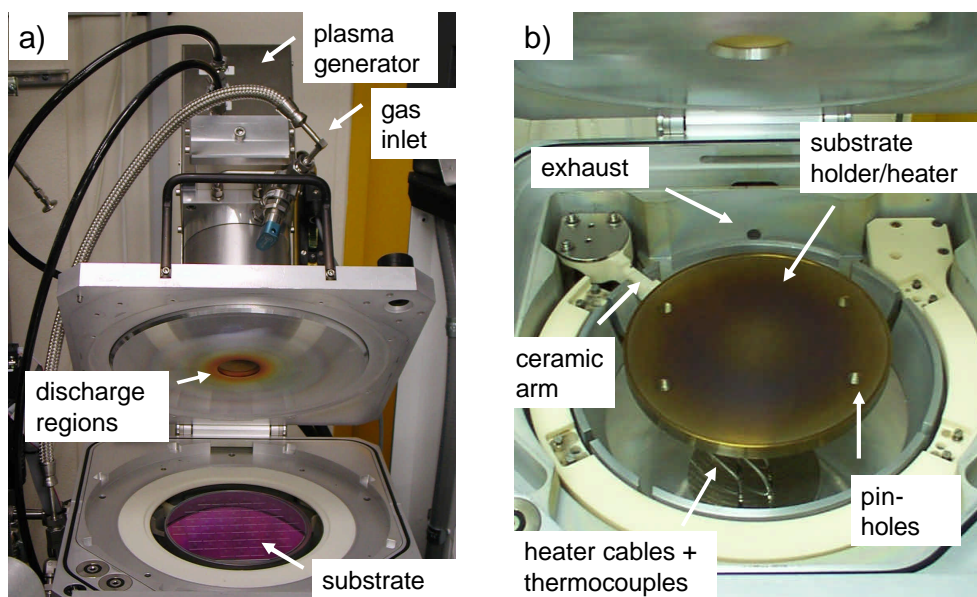 a)
plasma
generator
gas
inlet
discharge
regions
substrate
b)
exhaust
substrate
holder/heater
ceramic
arm
pin-
holes
heater cables +
thermocouples